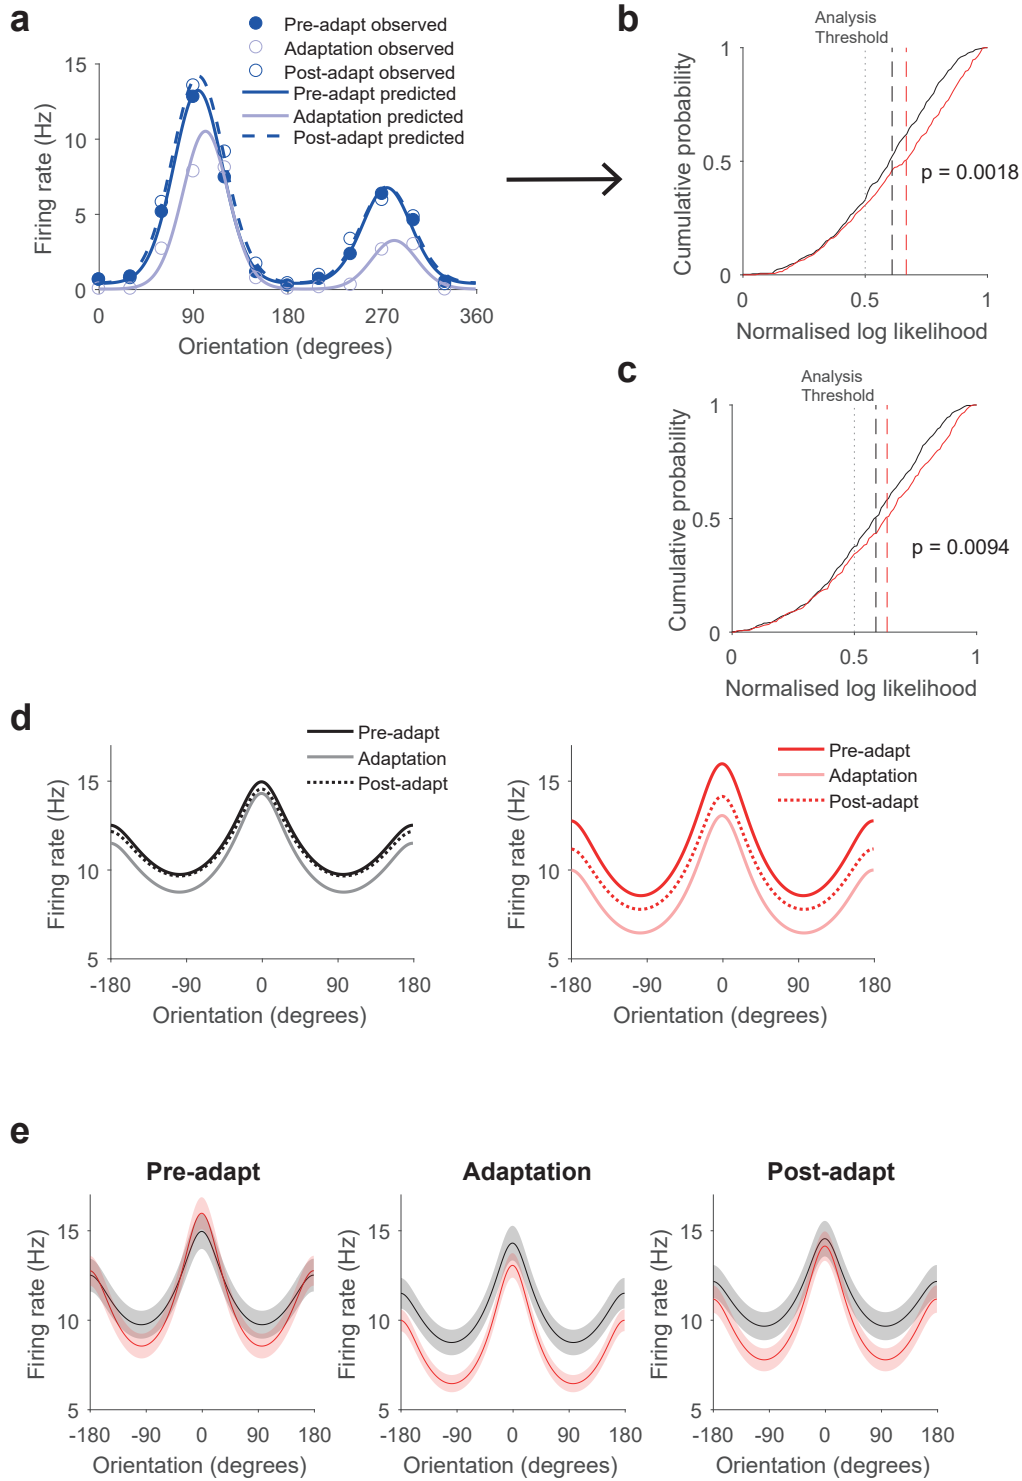 a
Pre-adapt observed
Adaptation observed
Post-adapt observed
Pre-adapt predicted
Adaptation predicted
Post-adapt predicted
15
10
5
0
Firing rate (Hz)
0 90 180 270 360
Orientation (degrees)
b
Analysis
Threshold
1
0.5
0
Cumulative probability
p = 0.0018
0 0.5 1
Normalised log likelihood
c
Analysis
Threshold
1
0.5
0
Cumulative probability
p = 0.0094
0 0.5 1
Normalised log likelihood
d
Pre-adapt
Adaptation
Post-adapt
15
10
5
Firing rate (Hz)
-180 -90 0 90 180
Orientation (degrees)
Pre-adapt
Adaptation
Post-adapt
15
10
5
Firing rate (Hz)
-180 -90 0 90 180
Orientation (degrees)
e
Pre-adapt
15
10
5
Firing rate (Hz)
-180 -90 0 90 180
Orientation (degrees)
Adaptation
15
10
5
Firing rate (Hz)
-180 -90 0 90 180
Orientation (degrees)
Post-adapt
15
10
5
Firing rate (Hz)
-180 -90 0 90 180
Orientation (degrees)